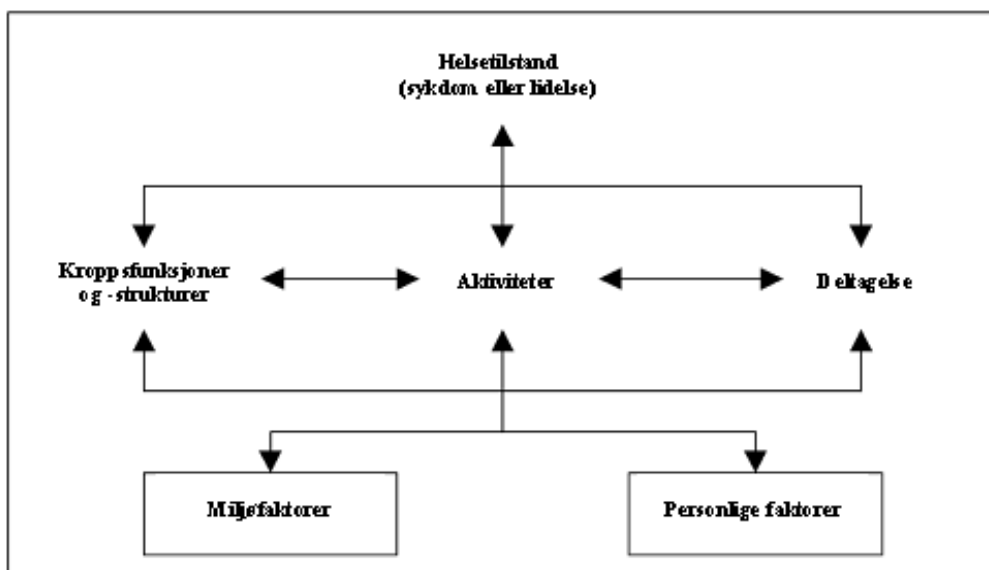 Helsetilstand
(sykdom eller lidelse)
Kroppsfunksjoner
og -strukturer
Aktiviteter
Deltagelse
Miljøfaktorer
Personlige faktorer